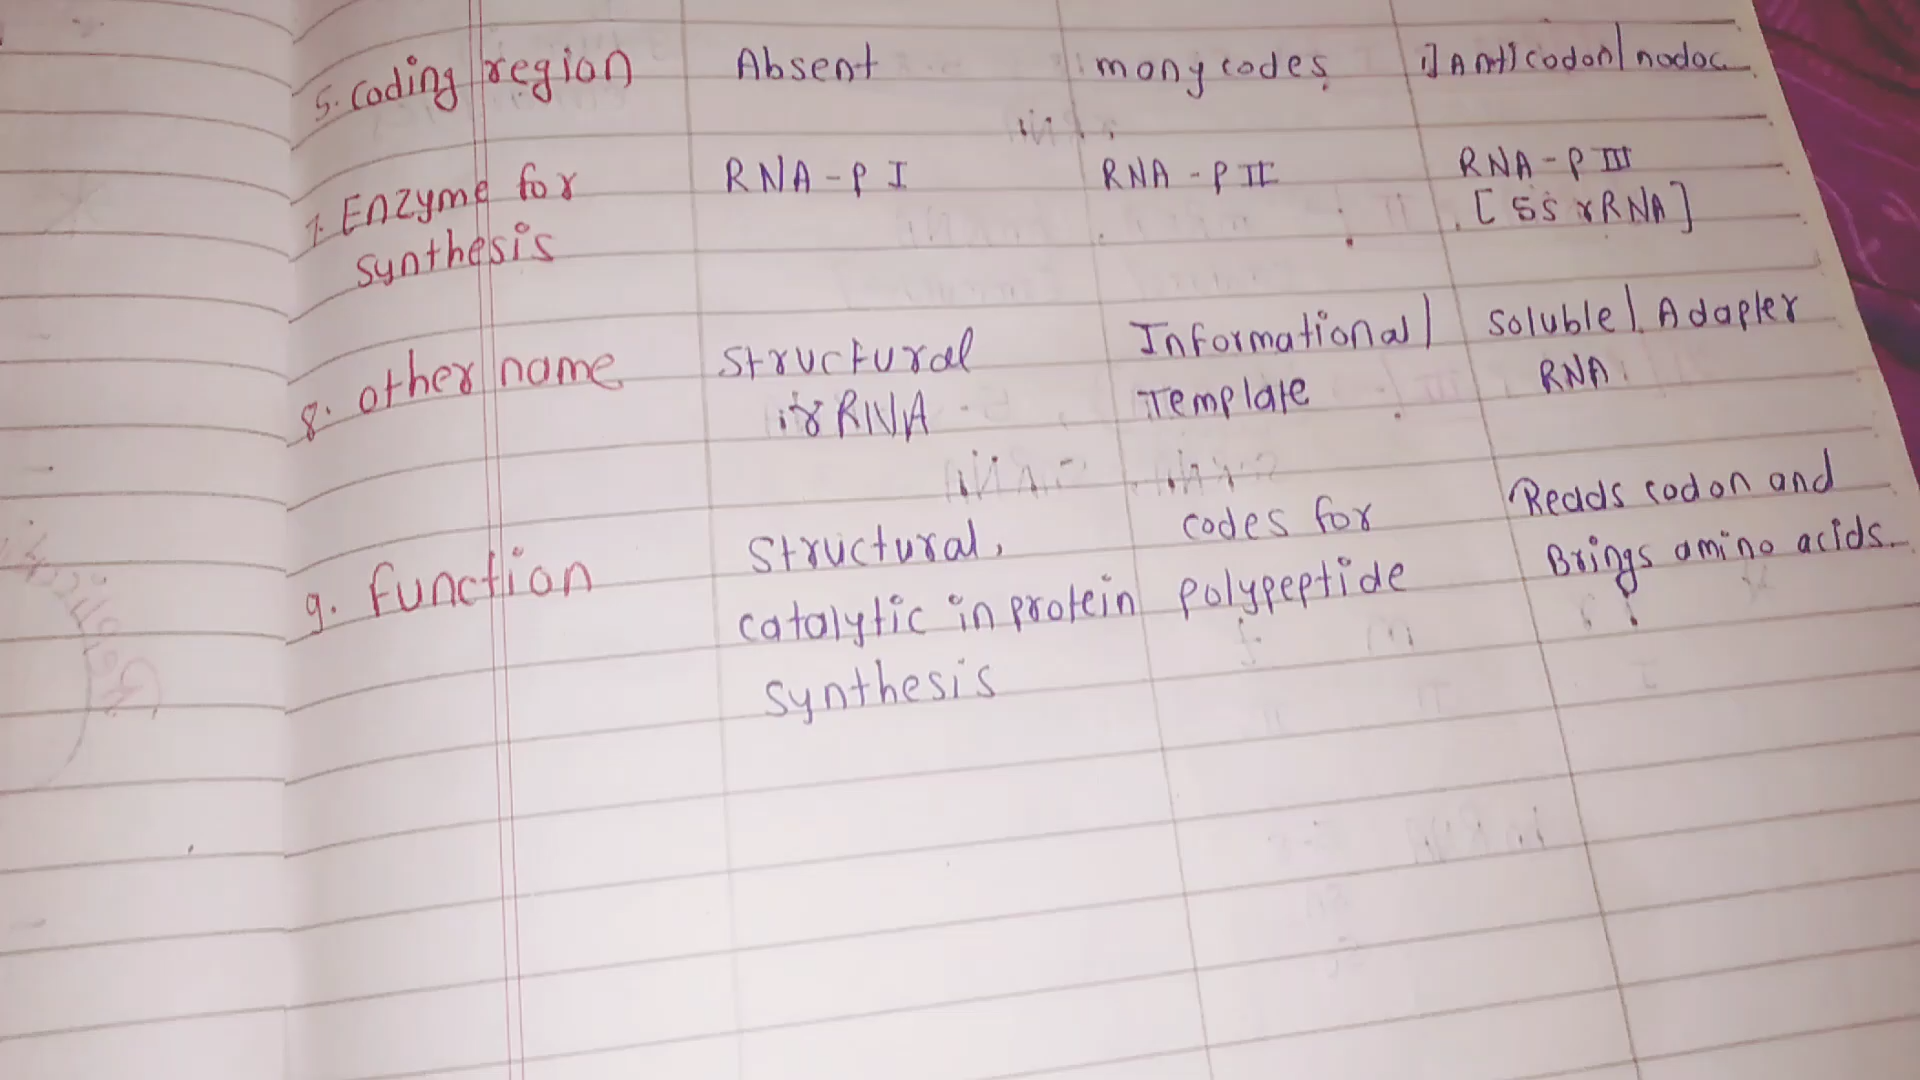 5. Coding region Absent many codes 1] Anticodon/nodoc
7. Enzyme for synthesis RNA-P I RNA-P II RNA-P III
[5S rRNA]
8. other name Structural Informational/ Soluble/Adapter
rRNA Template RNA.
9. function Structural, codes for Reads codon and
catalytic in protein polypeptide Brings amino acids.
synthesis